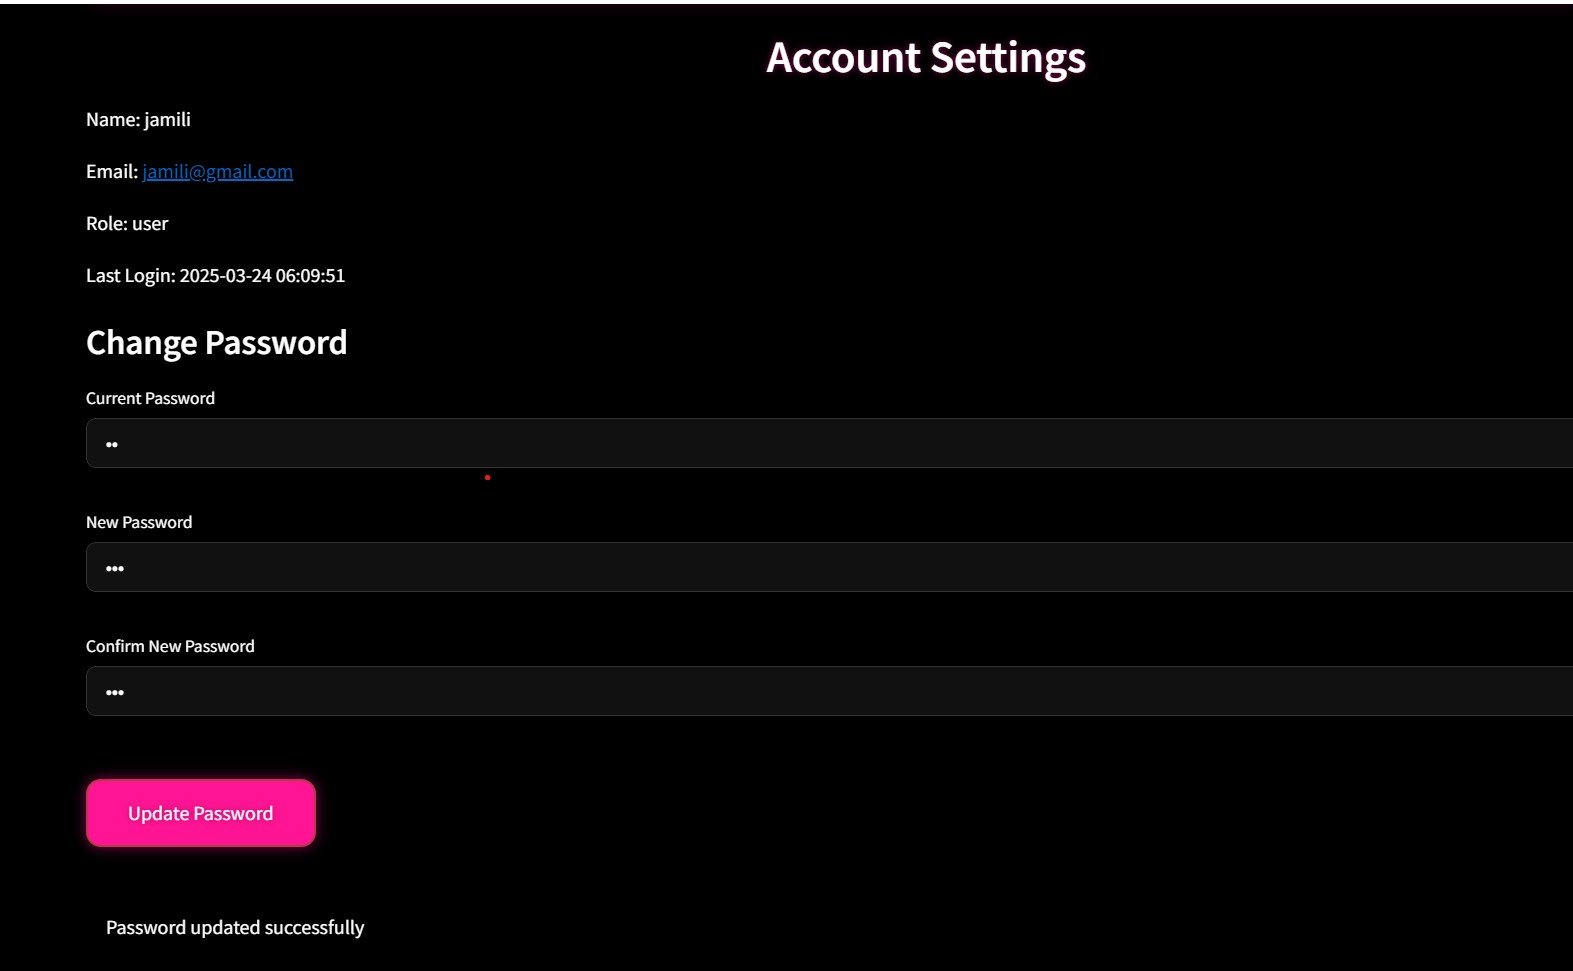 Account Settings
Name: jamili
Email: jamili@gmail.com
Role: user
Last Login: 2025-03-24 06:09:51
Change Password
Current Password
••
New Password
•••
Confirm New Password
•••
Update Password
Password updated successfully